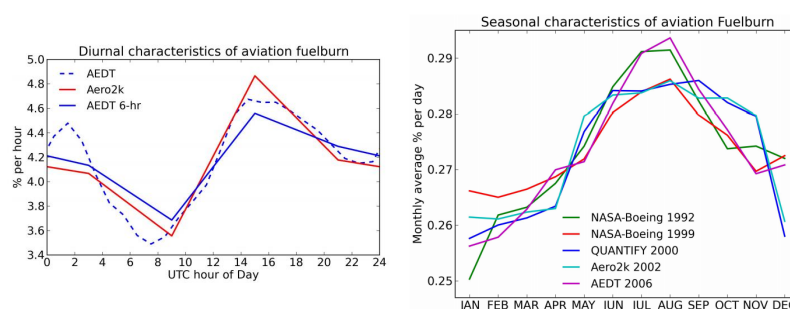 Diurnal characteristics of aviation fuelburn
5.0
4.8
4.6
4.4
4.2
4.0
3.8
3.6
3.4
% per hour
AEDT
Aero2k
AEDT 6-hr
0 2 4 6 8 10 12 14 16 18 20 22 24
UTC hour of Day
Seasonal characteristics of aviation Fuelburn
0.29
0.28
0.27
0.26
0.25
Monthly average % per day
NASA-Boeing 1992
NASA-Boeing 1999
QUANTIFY 2000
Aero2k 2002
AEDT 2006
JAN FEB MAR APR MAY JUN JUL AUG SEP OCT NOV DEC